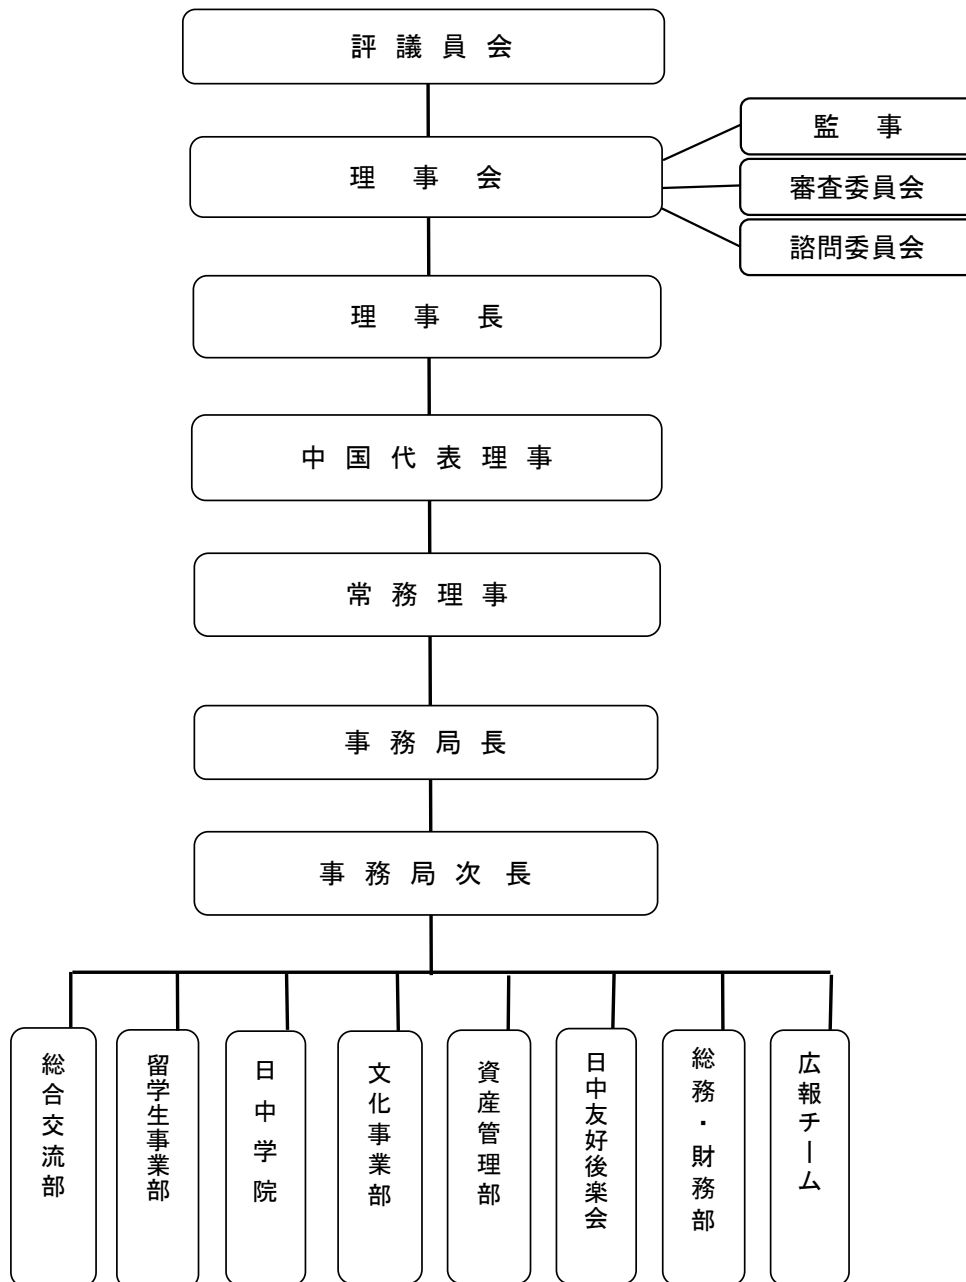 評議員会
監事
理事会
審査委員会
諮問委員会
理事長
中国代表理事
常務理事
事務局長
事務局次長
総合交流部
留学生事業部
日中学院
文化事業部
資産管理部
日中友好後楽会
総務・財務部
広報チーム